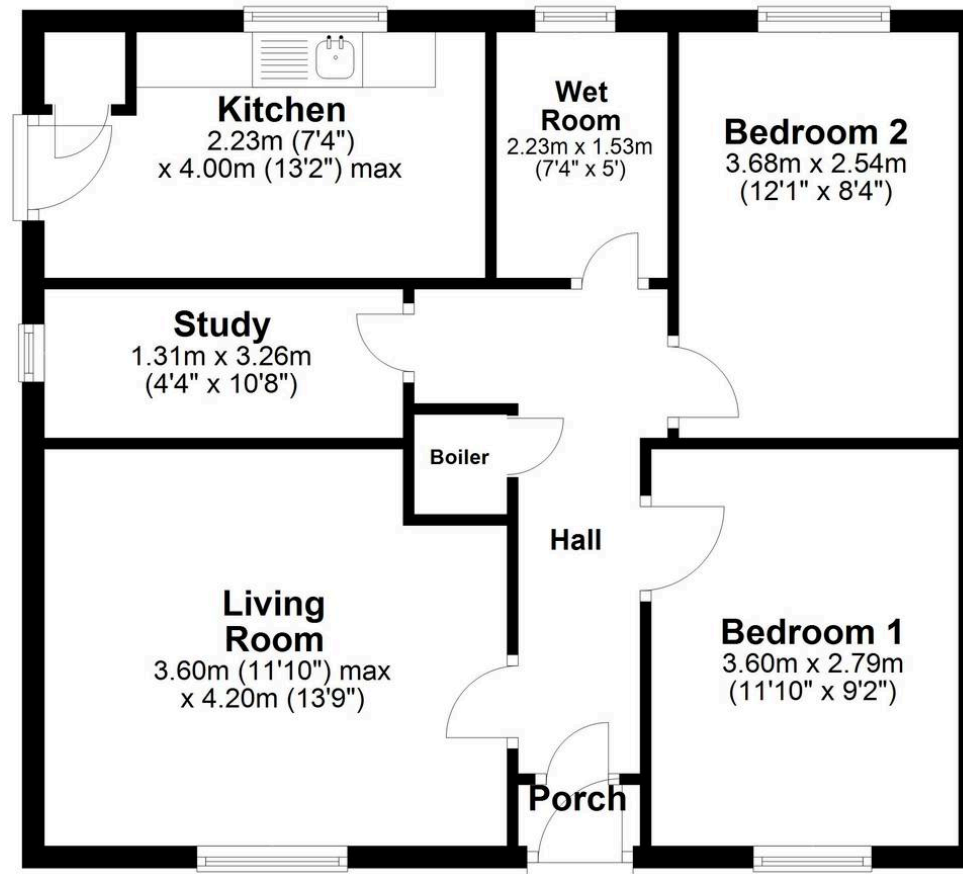 Kitchen
2.23m (7'4")
x 4.00m (13'2") max
Wet
Room
2.23m x 1.53m
(7'4" x 5')
Bedroom 2
3.68m x 2.54m
(12'1" x 8'4")
Study
1.31m x 3.26m
(4'4" x 10'8")
Boiler
Hall
Living
Room
3.60m (11'10") max
x 4.20m (13'9")
Bedroom 1
3.60m x 2.79m
(11'10" x 9'2")
Porch